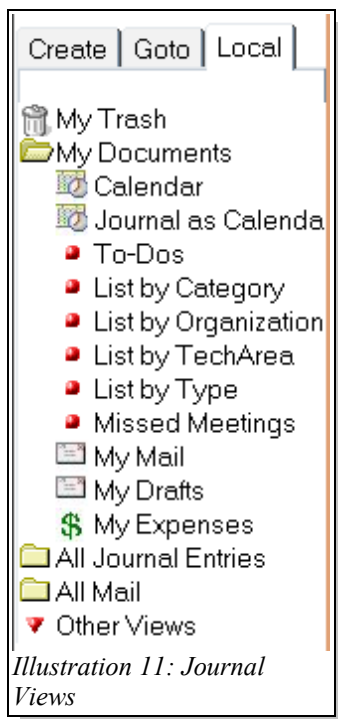 Create Goto Local
My Trash
My Documents
Calendar
Journal as Calenda
To-Dos
List by Category
List by Organization
List by TechArea
List by Type
Missed Meetings
My Mail
My Drafts
$ My Expenses
All Journal Entries
All Mail
Other Views
Illustration 11: Journal
Views